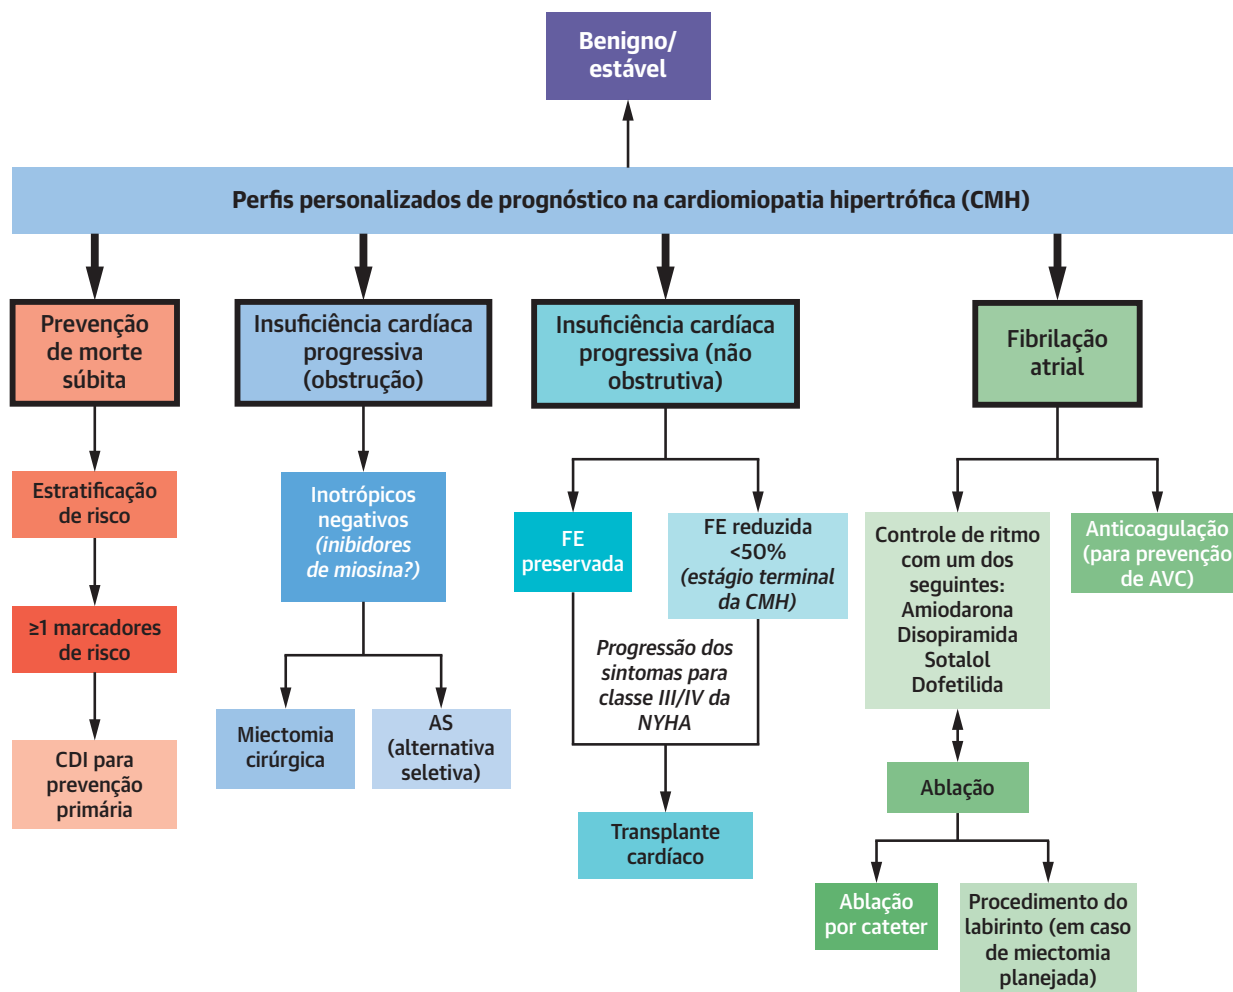 Benigno/
estável
Perfis personalizados de prognóstico na cardiomiopatia hipertrófica (CMH)
Prevenção
de morte
súbita
Estratificação
de risco
≥1 marcadores
de risco
CDI para
prevenção
primária
Insuficiência cardíaca
progressiva
(obstrução)
Inotrópicos
negativos
(inibidores
de miosina?)
Miectomia
cirúrgica
AS
(alternativa
seletiva)
Insuficiência cardíaca
progressiva (não
obstrutiva)
FE
preservada
FE reduzida
<50%
(estágio terminal
da CMH)
Progressão dos
sintomas para
classe III/IV da
NYHA
Transplante
cardíaco
Fibrilação
atrial
Controle de ritmo
com um dos
seguintes:
Amiodarona
Disopiramida
Sotalol
Dofetilida
Anticoagulação
(para prevenção
de AVC)
Ablação
Ablação
por cateter
Procedimento do
labirinto (em caso
de miectomia
planejada)